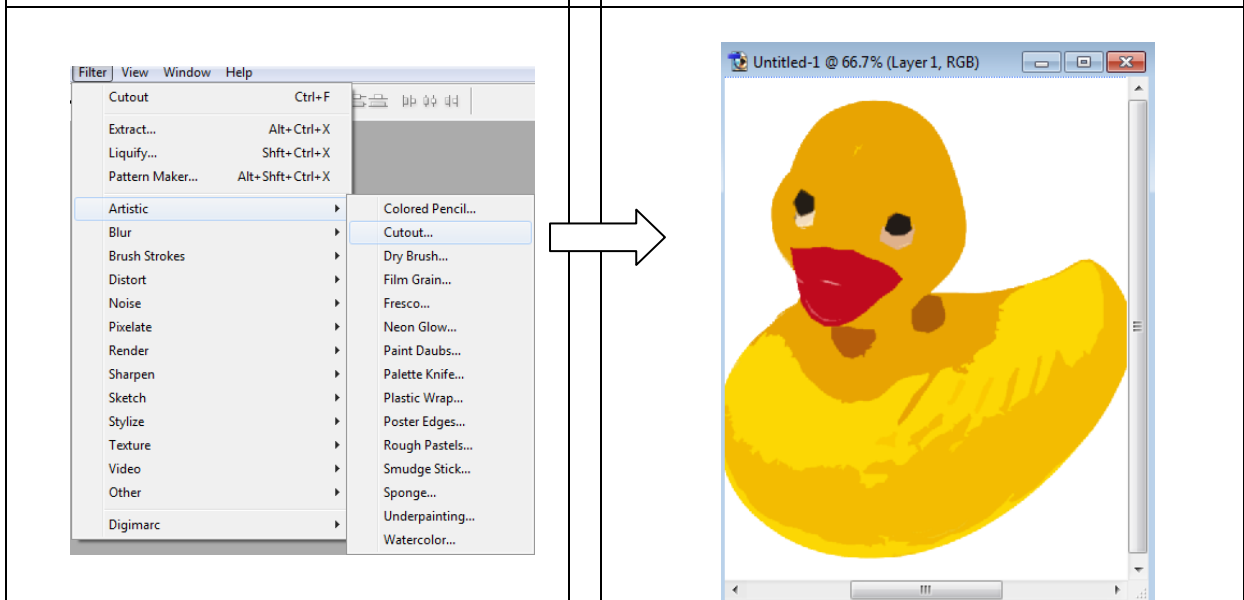 Filter View Window Help
Cutout Ctrl+F
Extract... Alt+Ctrl+X
Liquify... Shft+Ctrl+X
Pattern Maker... Alt+Shft+Ctrl+X
Artistic
Blur
Brush Strokes
Distort
Noise
Pixelate
Render
Sharpen
Sketch
Stylize
Texture
Video
Other
Digimarc
Colored Pencil...
Cutout...
Dry Brush...
Film Grain...
Fresco...
Neon Glow...
Paint Daubs...
Palette Knife...
Plastic Wrap...
Poster Edges...
Rough Pastels...
Smudge Stick...
Sponge...
Underpainting...
Watercolor...
Untitled-1 @ 66.7% (Layer 1, RGB)